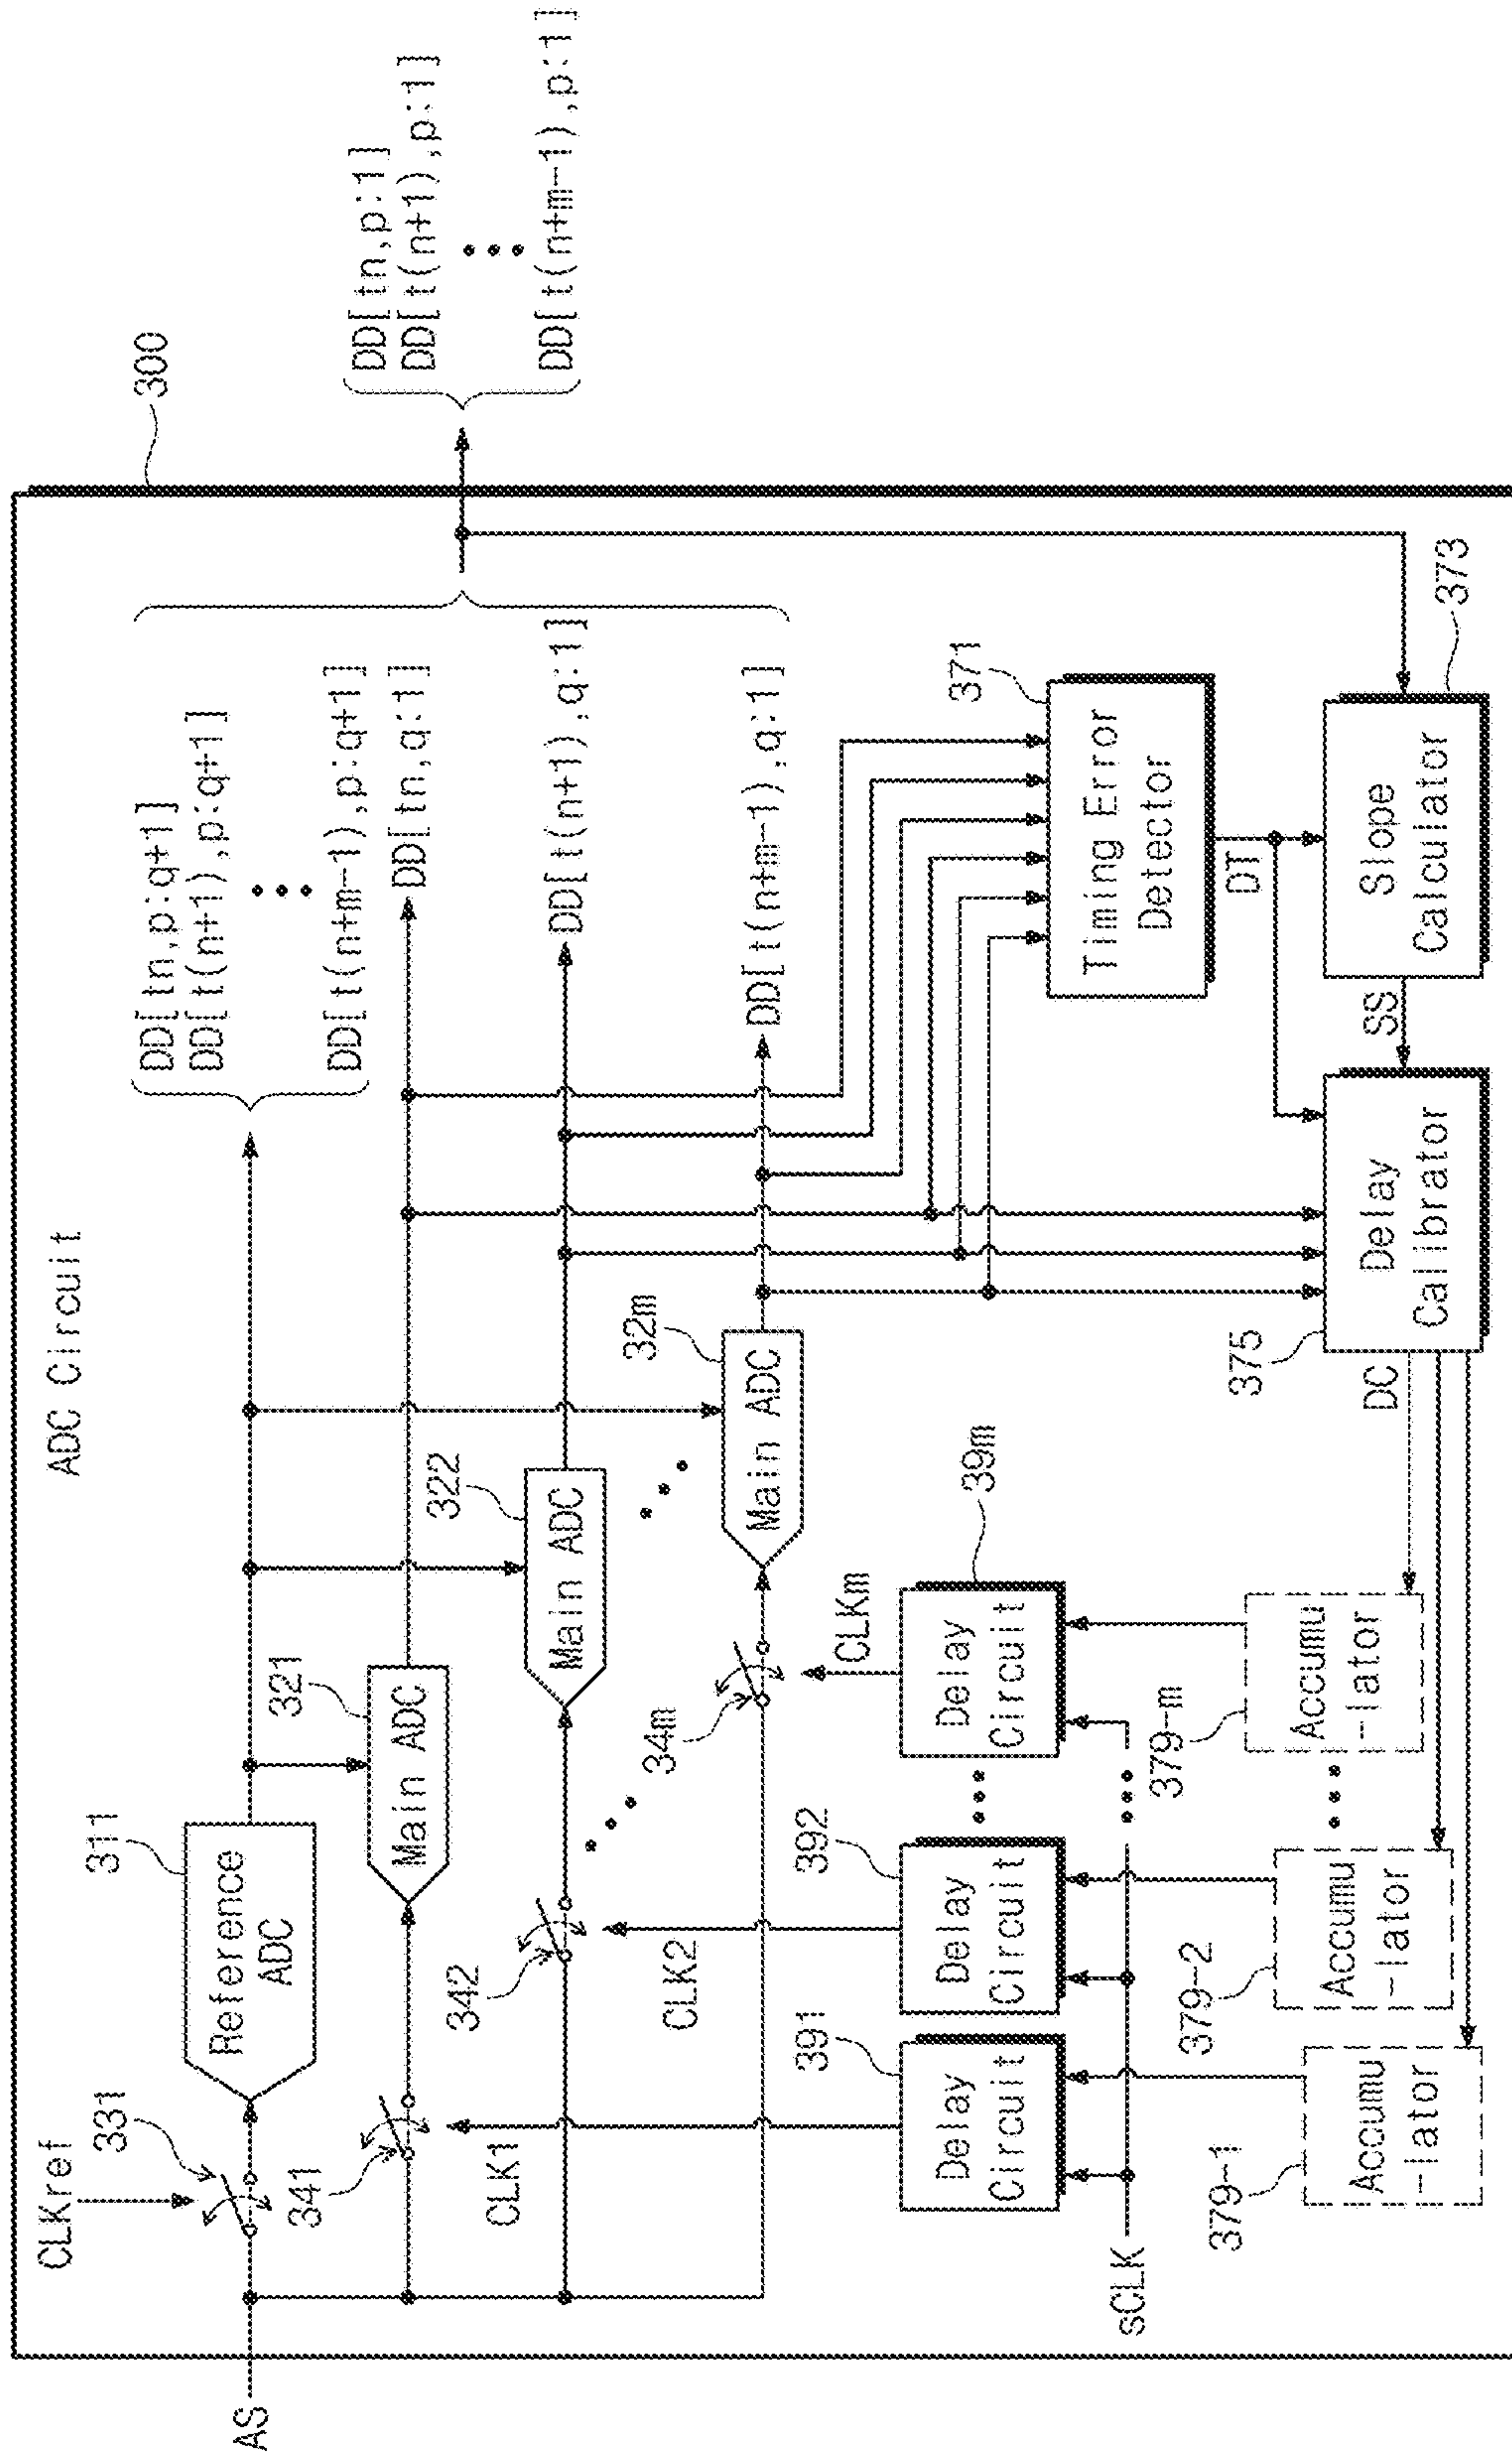 ADC Circuit
300
AS
CLKref
331
311
Reference
ADC
DD[tn,p:q+1]
DD[t(n+1),p:q+1]
DD[t(n+m-1),p:q+1]
341
321
Main ADC
DD[tn,q:1]
CLK1
342
322
Main ADC
DD[t(n+1),q:1]
CLK2
34m
32m
Main ADC
DD[t(n+m-1),q:1]
CLKm
DD[tn,p:1]
DD[t(n+1),p:1]
DD[t(n+m-1),p:1]
391
Delay
Circuit
392
Delay
Circuit
39m
Delay
Circuit
sCLK
371
Timing Error
Detector
DT
379-1
Accumu
-lator
379-2
Accumu
-lator
379-m
Accumu
-lator
DC
375
Delay
Calibrator
SS
Slope
Calculator
373